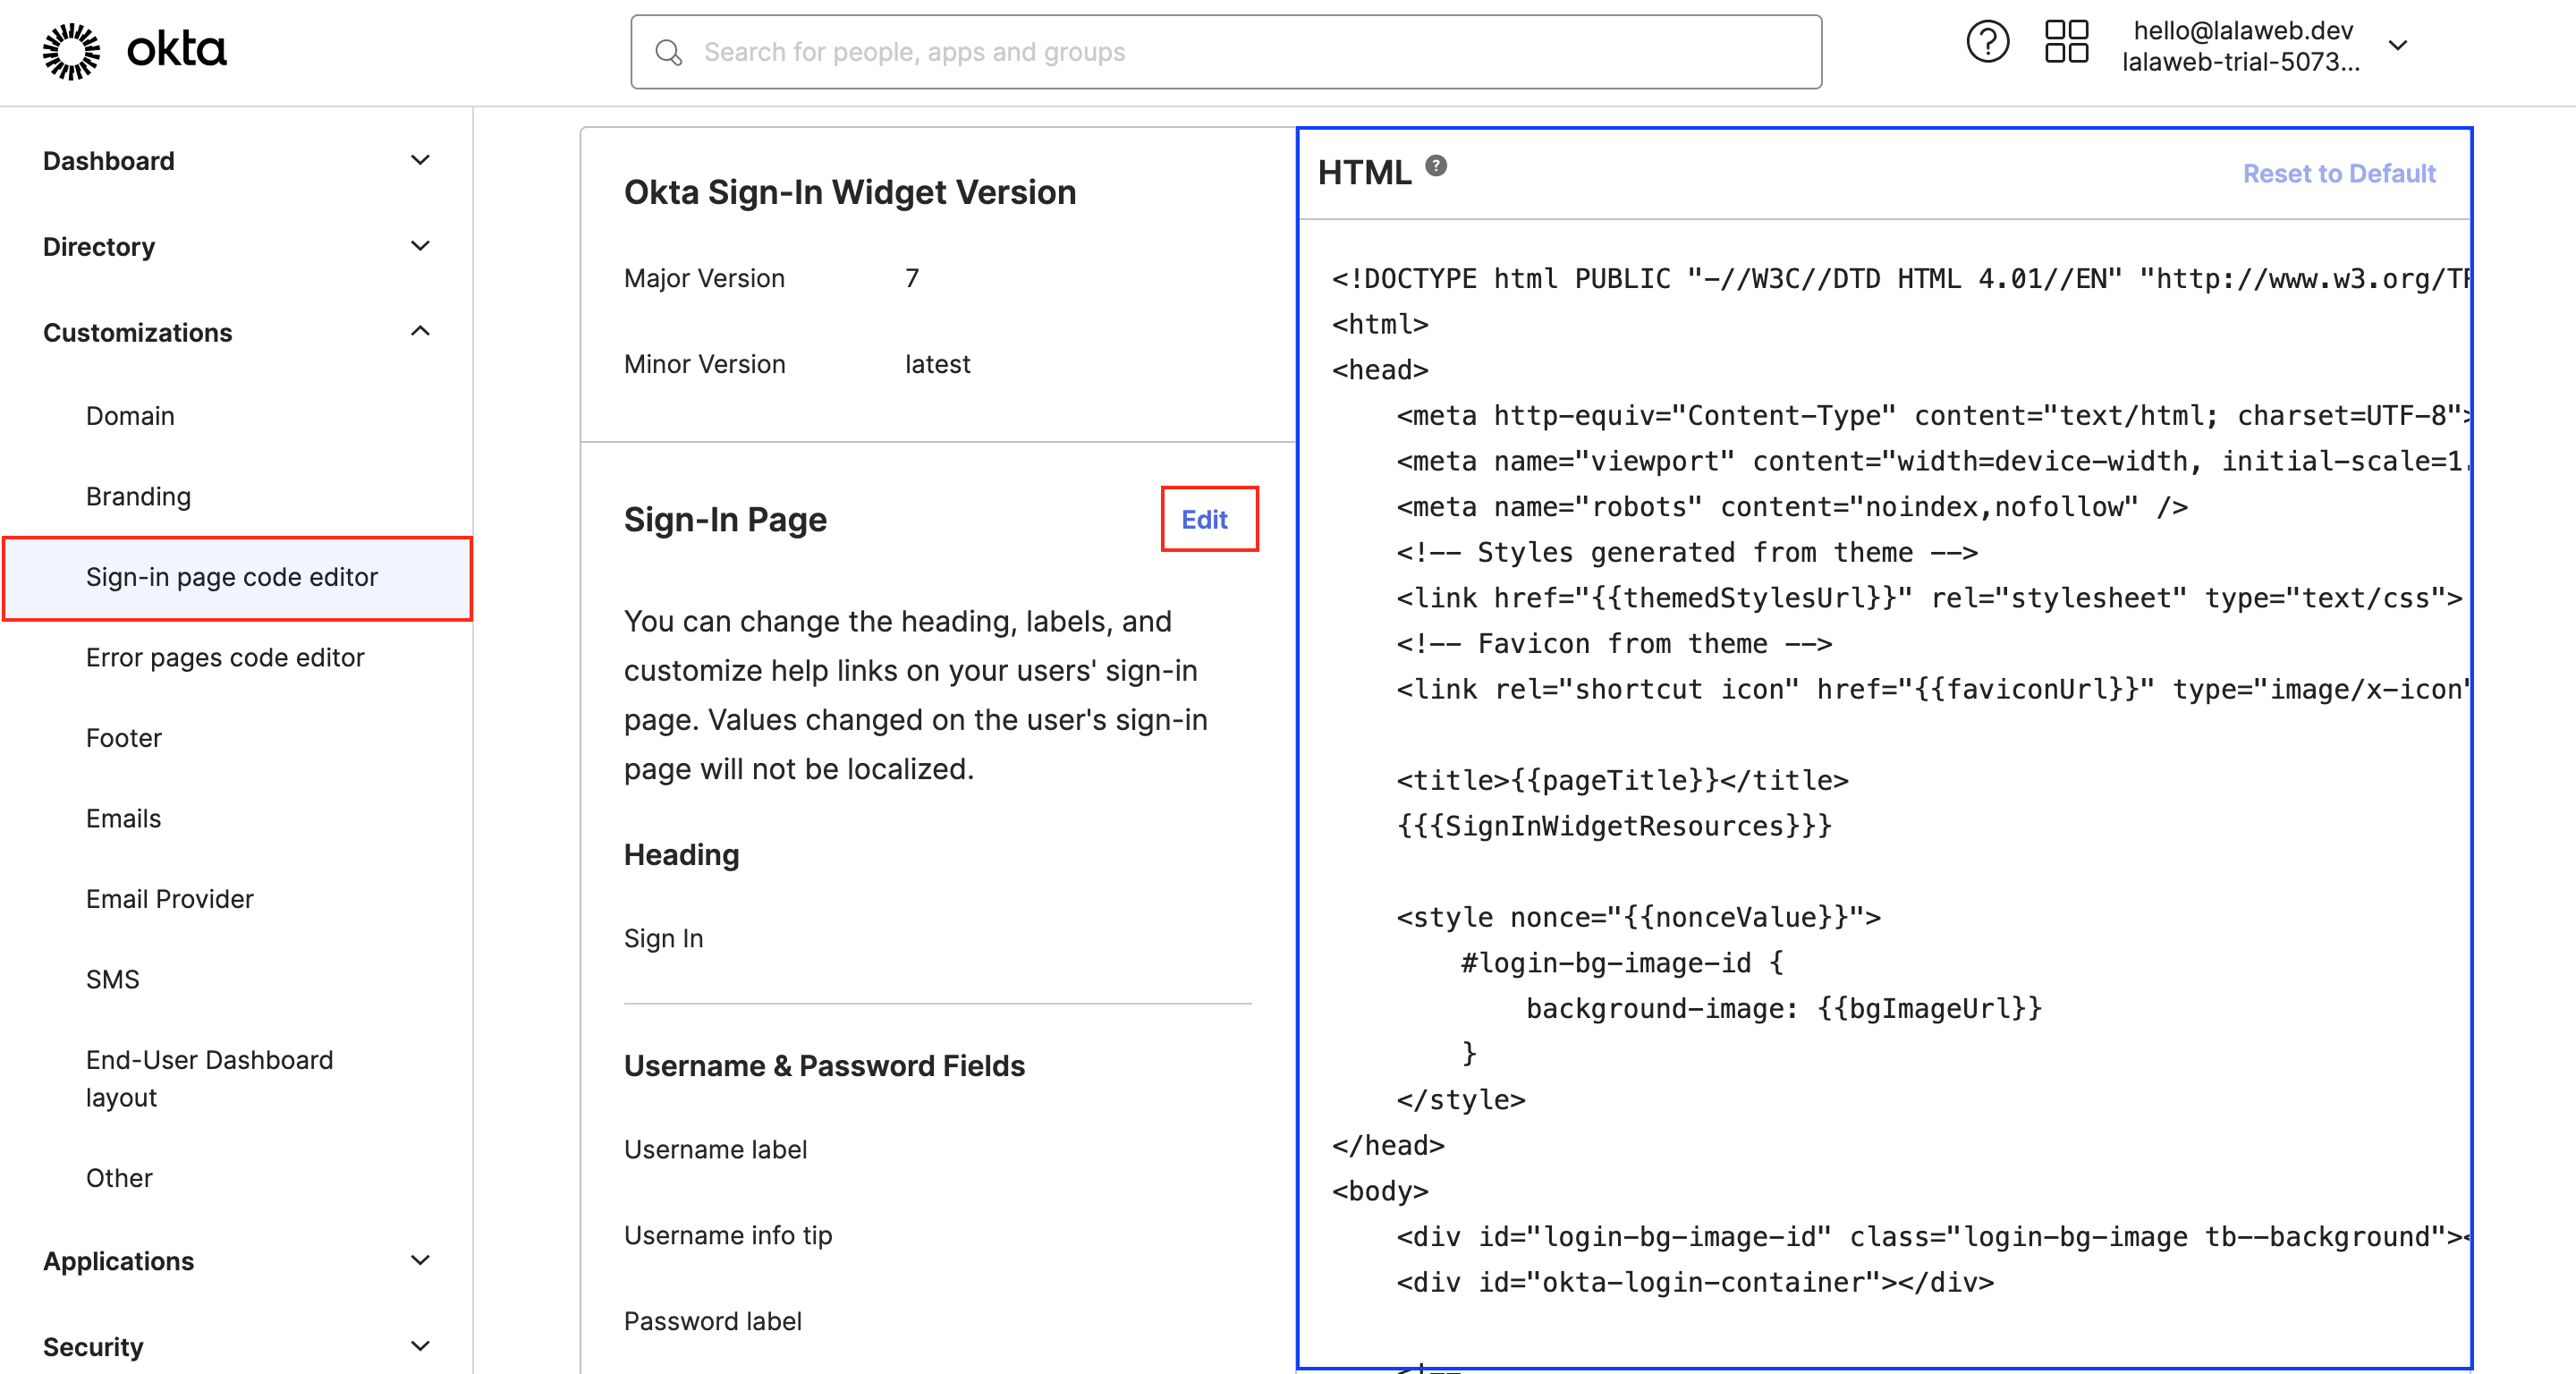 okta
Search for people, apps and groups
hello@lalaweb.dev
lalaweb-trial-5073...
Dashboard
Directory
Customizations
Domain
Branding
Sign-in page code editor
Error pages code editor
Footer
Emails
Email Provider
SMS
End-User Dashboard
layout
Other
Applications
Security
Okta Sign-In Widget Version
Major Version 7
Minor Version latest
Sign-In Page Edit
You can change the heading, labels, and
customize help links on your users' sign-in
page. Values changed on the user's sign-in
page will not be localized.
Heading
Sign In
Username & Password Fields
Username label
Username info tip
Password label
HTML ? Reset to Default
<!DOCTYPE html PUBLIC "-//W3C//DTD HTML 4.01//EN" "http://www.w3.org/TR
<html>
<head>
<meta http-equiv="Content-Type" content="text/html; charset=UTF-8">
<meta name="viewport" content="width=device-width, initial-scale=1.
<meta name="robots" content="noindex,nofollow" />
<!-- Styles generated from theme -->
<link href="{{themedStylesUrl}}" rel="stylesheet" type="text/css">
<!-- Favicon from theme -->
<link rel="shortcut icon" href="{{faviconUrl}}" type="image/x-icon"
<title>{{pageTitle}}</title>
{{{SignInWidgetResources}}}
<style nonce="{{nonceValue}}">
#login-bg-image-id {
background-image: {{bgImageUrl}}
}
</style>
</head>
<body>
<div id="login-bg-image-id" class="login-bg-image tb--background"><
<div id="okta-login-container"></div>